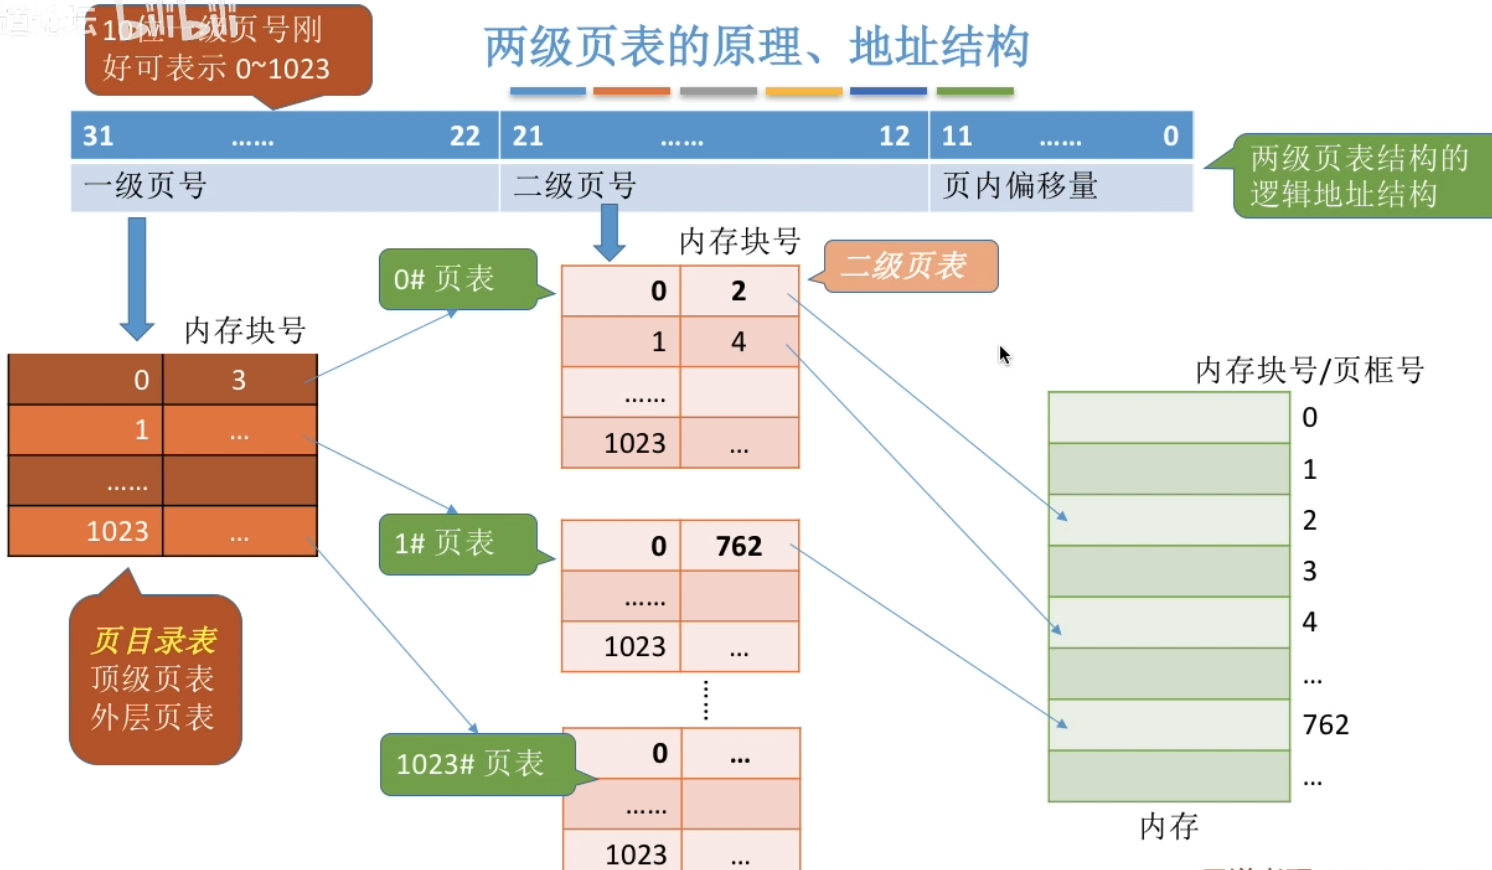 道论坛
bilibili
10位一级页号刚
好可表示 0~1023
两级页表的原理、地址结构
31 …… 22 21 …… 12 11 …… 0
一级页号 二级页号 页内偏移量
两级页表结构的
逻辑地址结构
内存块号
0 3
1 ...
……
1023 ...
页目录表
顶级页表
外层页表
0# 页表
内存块号
二级页表
0 2
1 4
……
1023 ...
1# 页表
0 762
……
1023 ...
1023# 页表
0 ...
……
1023 ...
内存块号/页框号
0
1
2
3
4
...
762
...
内存